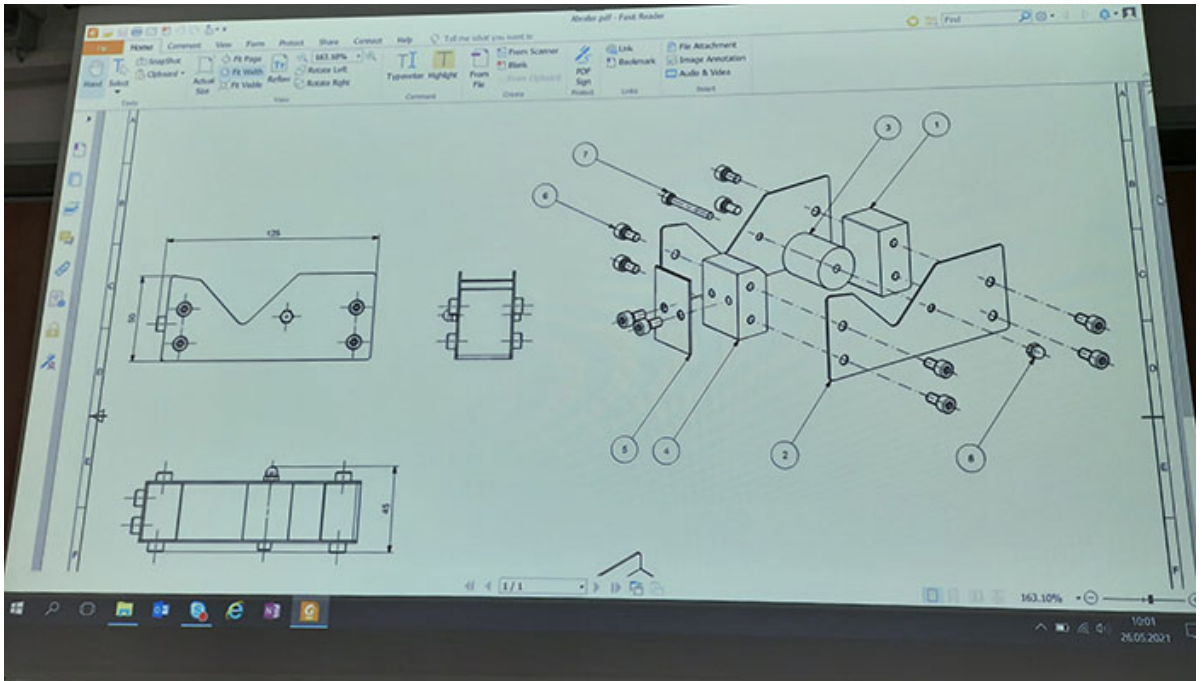 Abroller.pdf - Foxit Reader
File Home Comment View Form Protect Share Connect Help Tell me what you want to
Find
Hand
Select
SnapShot
Clipboard
Actual Size
Fit Page
Fit Width
Fit Visible
Reflow
163.10%
Rotate Left
Rotate Right
Typewriter
Highlight
From File
From Scanner
Blank
From Clipboard
PDF Sign
Link
Bookmark
File Attachment
Image Annotation
Audio & Video
Tools
View
Comment
Create
Protect
Links
Insert
A
A
B
B
C
C
D
D
E
E
F
F
125
50
45
7
6
3
1
5
4
2
1 / 1
163.10%
10:01
26.05.2021